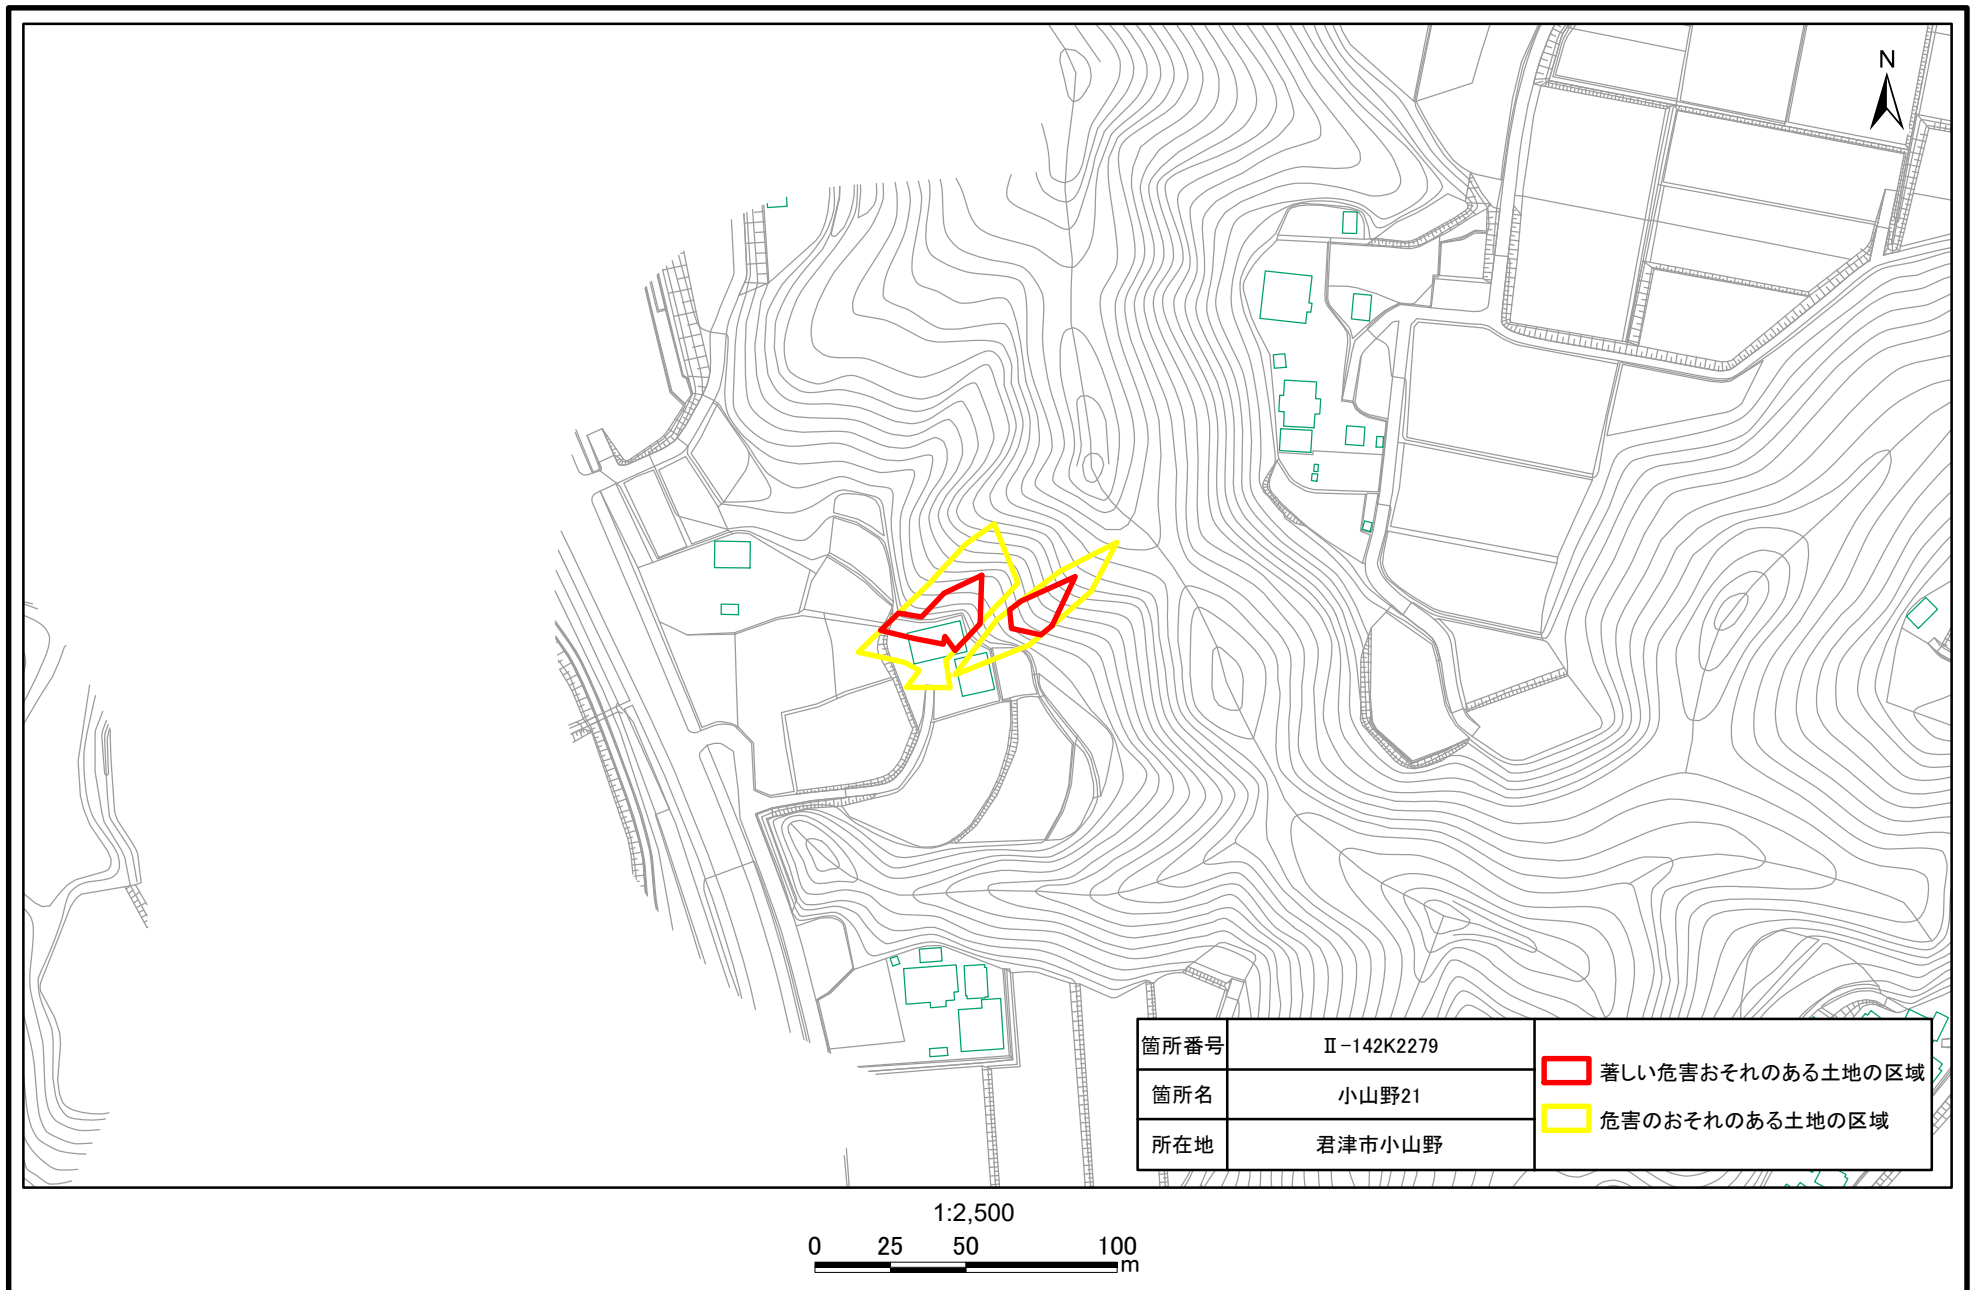 N
箇所番号 Ⅱ-142K2279
箇所名 小山野21
所在地 君津市小山野
著しい危害おそれのある土地の区域
危害のおそれのある土地の区域
1:2,500
0 25 50 100
m